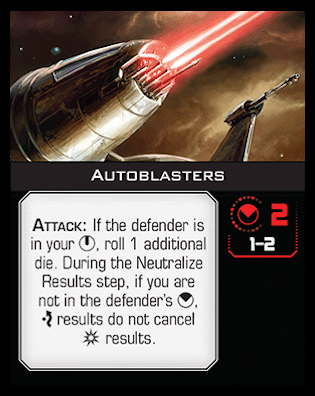 AUTOBLASTERS
ATTACK: If the defender is
in your , roll 1 additional
die. During the Neutralize
Results step, if you are
not in the defender's ,
results do not cancel
results.
2
1–2